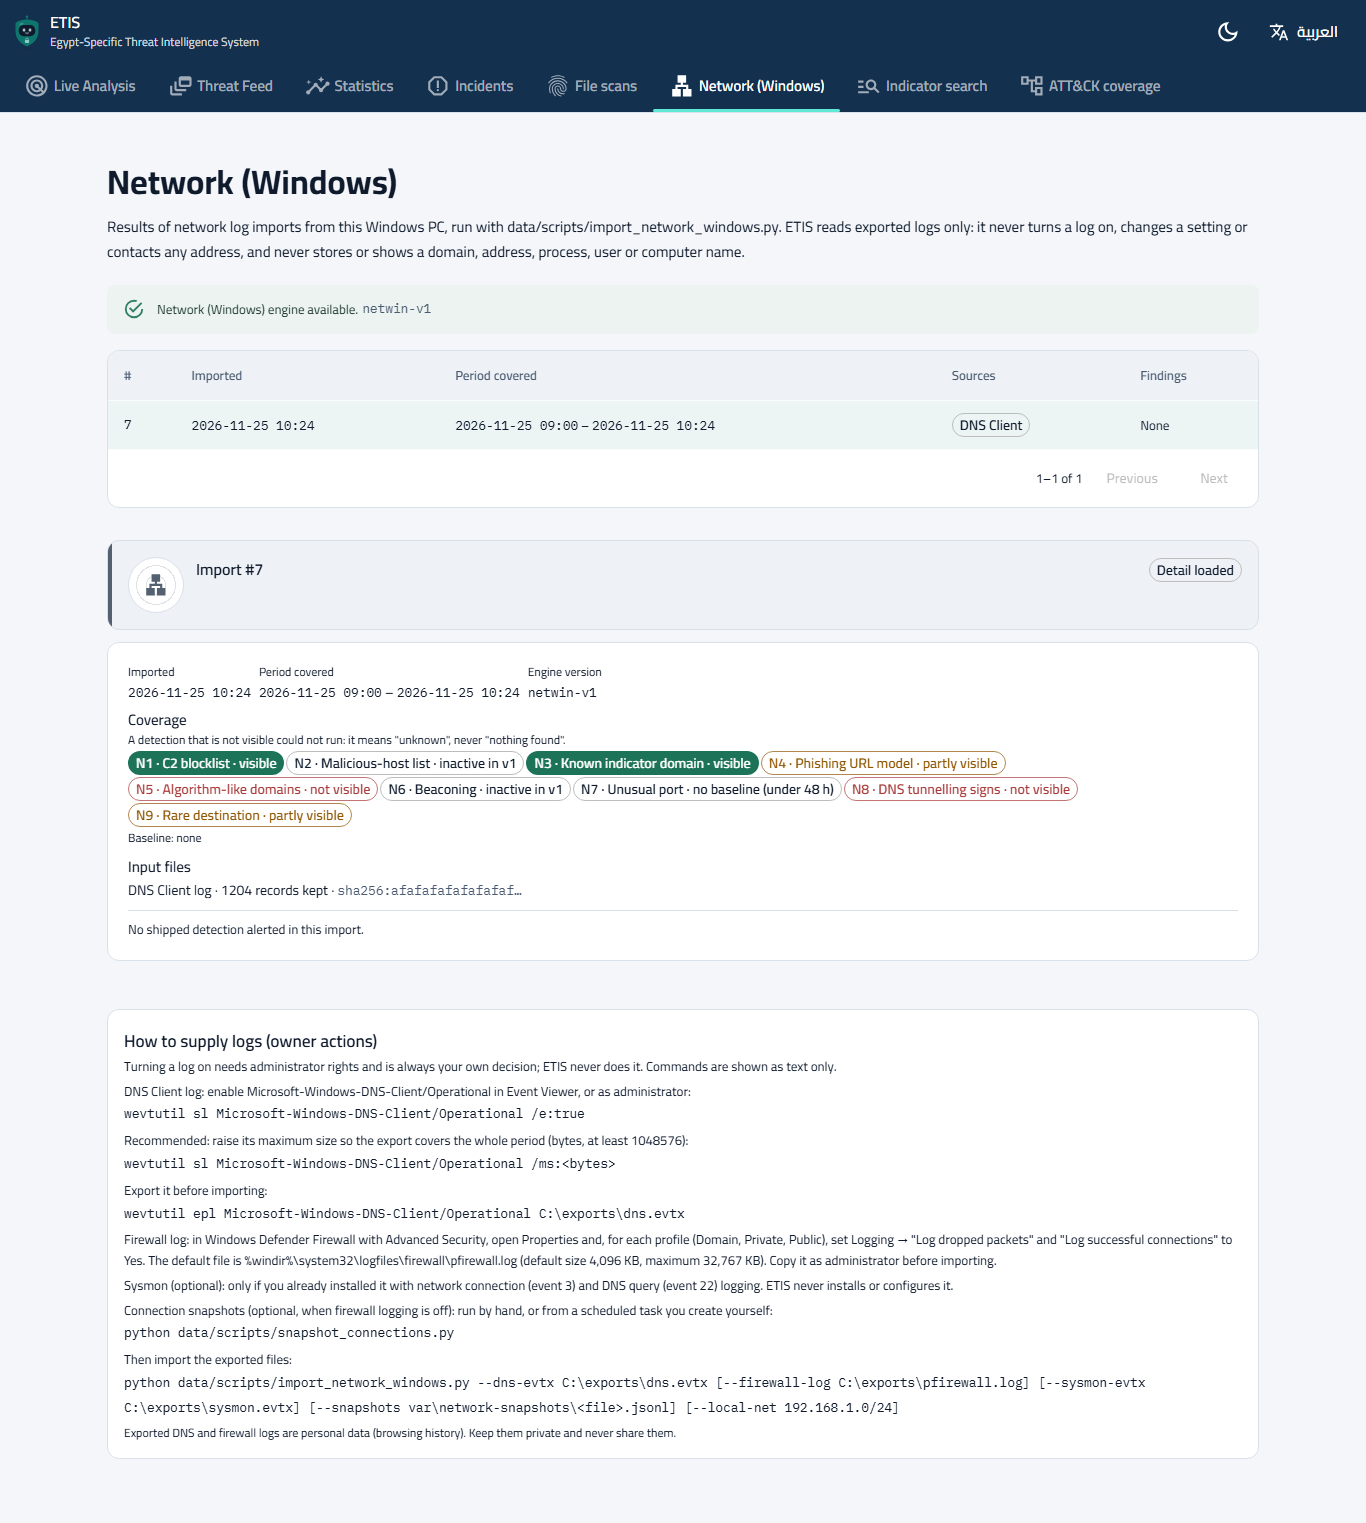 ETIS
Egypt-Specific Threat Intelligence System
العربية
Live Analysis
Threat Feed
Statistics
Incidents
File scans
Network (Windows)
Indicator search
ATT&CK coverage
Network (Windows)
Results of network log imports from this Windows PC, run with data/scripts/import_network_windows.py. ETIS reads exported logs only: it never turns a log on, changes a setting or
contacts any address, and never stores or shows a domain, address, process, user or computer name.
Network (Windows) engine available. netwin-v1
# Imported Period covered Sources Findings
7 2026-11-25 10:24 2026-11-25 09:00 – 2026-11-25 10:24 DNS Client None
1–1 of 1 Previous Next
Import #7
Detail loaded
Imported Period covered Engine version
2026-11-25 10:24 2026-11-25 09:00 – 2026-11-25 10:24 netwin-v1
Coverage
A detection that is not visible could not run: it means "unknown", never "nothing found".
N1 · C2 blocklist · visible N2 · Malicious-host list · inactive in v1 N3 · Known indicator domain · visible N4 · Phishing URL model · partly visible
N5 · Algorithm-like domains · not visible N6 · Beaconing · inactive in v1 N7 · Unusual port · no baseline (under 48 h) N8 · DNS tunnelling signs · not visible
N9 · Rare destination · partly visible
Baseline: none
Input files
DNS Client log · 1204 records kept · sha256:afafafafafafafaf…
No shipped detection alerted in this import.
How to supply logs (owner actions)
Turning a log on needs administrator rights and is always your own decision; ETIS never does it. Commands are shown as text only.
DNS Client log: enable Microsoft-Windows-DNS-Client/Operational in Event Viewer, or as administrator:
wevtutil sl Microsoft-Windows-DNS-Client/Operational /e:true
Recommended: raise its maximum size so the export covers the whole period (bytes, at least 1048576):
wevtutil sl Microsoft-Windows-DNS-Client/Operational /ms:<bytes>
Export it before importing:
wevtutil epl Microsoft-Windows-DNS-Client/Operational C:\exports\dns.evtx
Firewall log: in Windows Defender Firewall with Advanced Security, open Properties and, for each profile (Domain, Private, Public), set Logging → "Log dropped packets" and "Log successful connections" to
Yes. The default file is %windir%\system32\logfiles\firewall\pfirewall.log (default size 4,096 KB, maximum 32,767 KB). Copy it as administrator before importing.
Sysmon (optional): only if you already installed it with network connection (event 3) and DNS query (event 22) logging. ETIS never installs or configures it.
Connection snapshots (optional, when firewall logging is off): run by hand, or from a scheduled task you create yourself:
python data/scripts/snapshot_connections.py
Then import the exported files:
python data/scripts/import_network_windows.py --dns-evtx C:\exports\dns.evtx [--firewall-log C:\exports\pfirewall.log] [--sysmon-evtx
C:\exports\sysmon.evtx] [--snapshots var\network-snapshots\<file>.jsonl] [--local-net 192.168.1.0/24]
Exported DNS and firewall logs are personal data (browsing history). Keep them private and never share them.